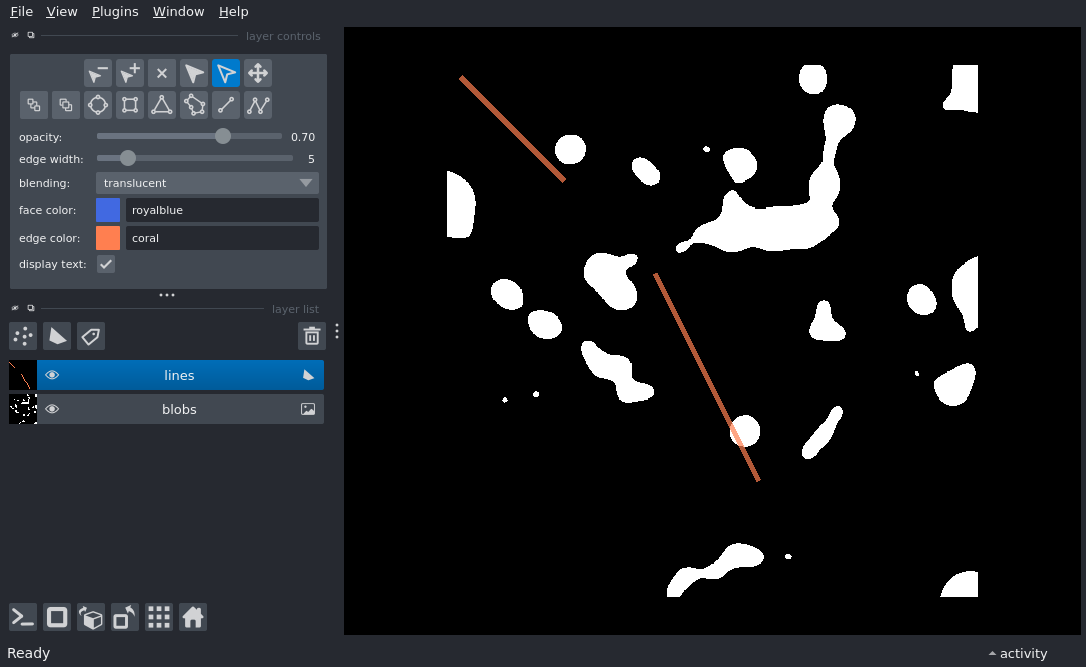 File View Plugins Window Help
layer controls
opacity: 0.70
edge width: 5
blending: translucent
face color: royalblue
edge color: coral
display text:
layer list
lines
blobs
Ready
activity